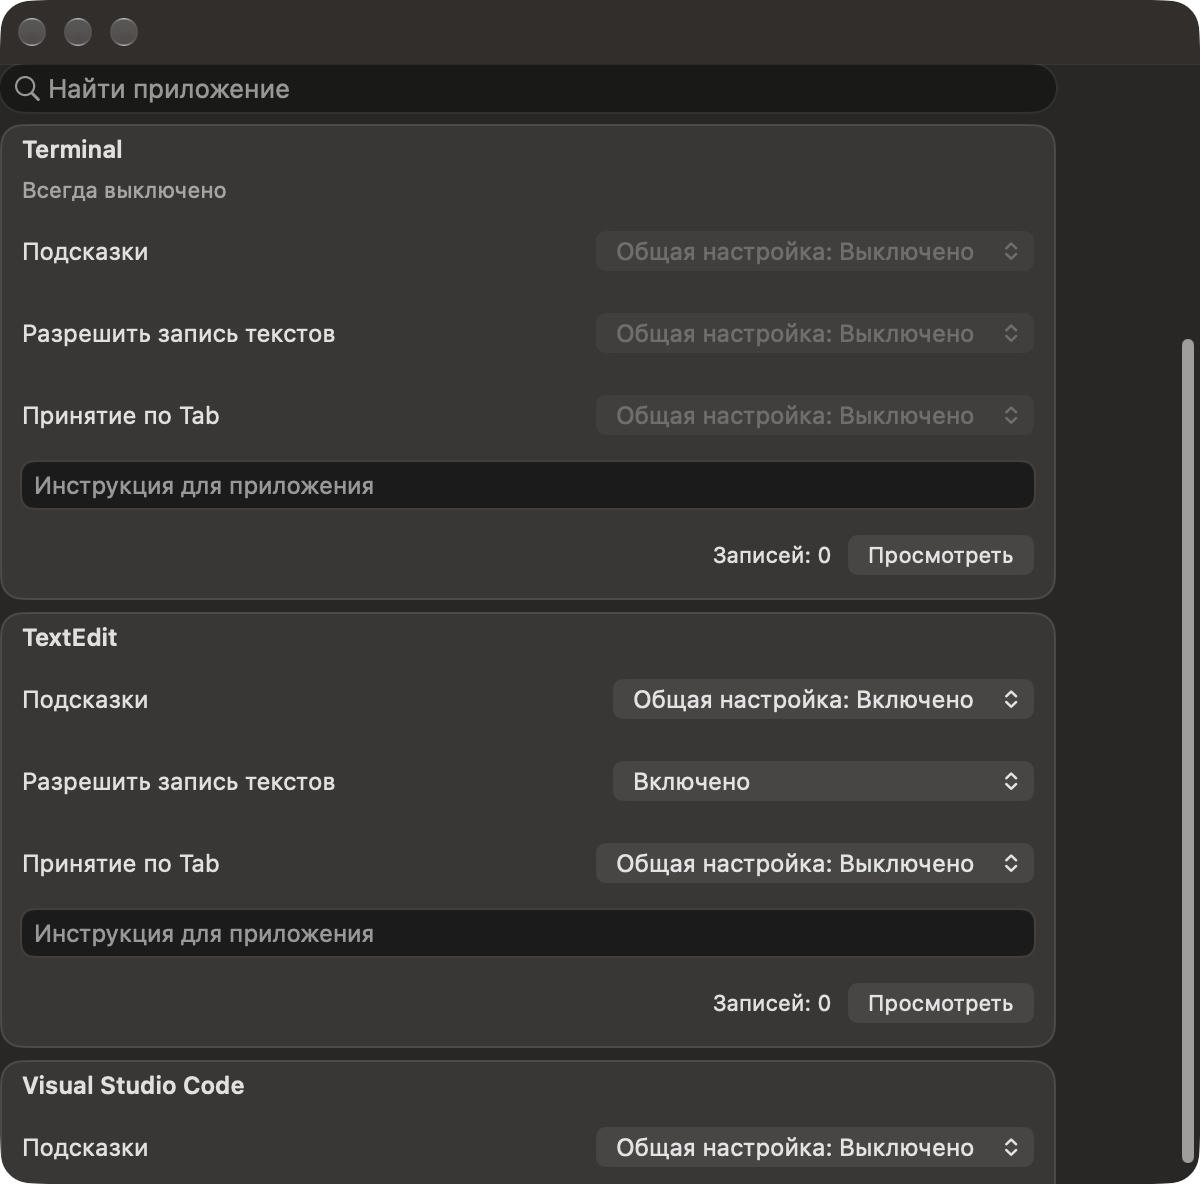 Найти приложение
Terminal
Всегда выключено
Подсказки Общая настройка: Выключено
Разрешить запись текстов Общая настройка: Выключено
Принятие по Tab Общая настройка: Выключено
Инструкция для приложения
Записей: 0 Просмотреть
TextEdit
Подсказки Общая настройка: Включено
Разрешить запись текстов Включено
Принятие по Tab Общая настройка: Выключено
Инструкция для приложения
Записей: 0 Просмотреть
Visual Studio Code
Подсказки Общая настройка: Выключено